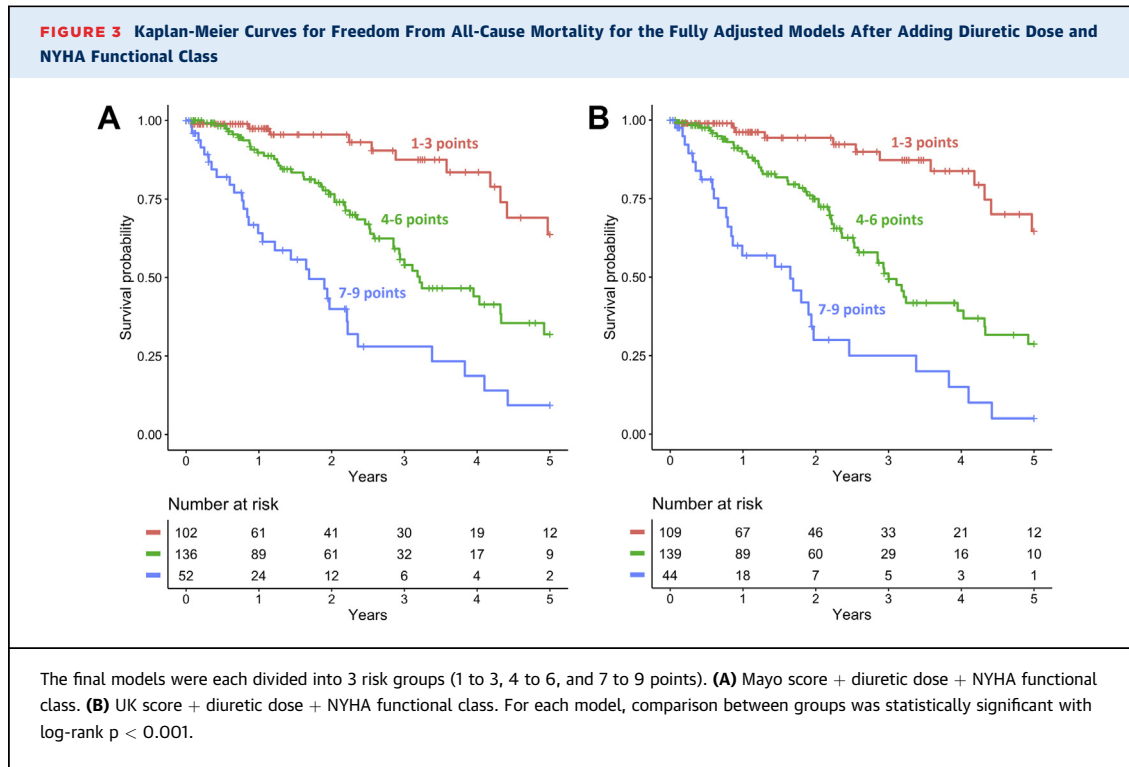 FIGURE 3 Kaplan-Meier Curves for Freedom From All-Cause Mortality for the Fully Adjusted Models After Adding Diuretic Dose and
NYHA Functional Class
A
Survival probability
1.00
0.75
0.50
0.25
0.00
1-3 points
4-6 points
7-9 points
0 1 2 3 4 5
Years
Number at risk
102 61 41 30 19 12
136 89 61 32 17 9
52 24 12 6 4 2
0 1 2 3 4 5
Years
B
Survival probability
1.00
0.75
0.50
0.25
0.00
1-3 points
4-6 points
7-9 points
0 1 2 3 4 5
Years
Number at risk
109 67 46 33 21 12
139 89 60 29 16 10
44 18 7 5 3 1
0 1 2 3 4 5
Years
The final models were each divided into 3 risk groups (1 to 3, 4 to 6, and 7 to 9 points). (A) Mayo score + diuretic dose + NYHA functional
class. (B) UK score + diuretic dose + NYHA functional class. For each model, comparison between groups was statistically significant with
log-rank p < 0.001.